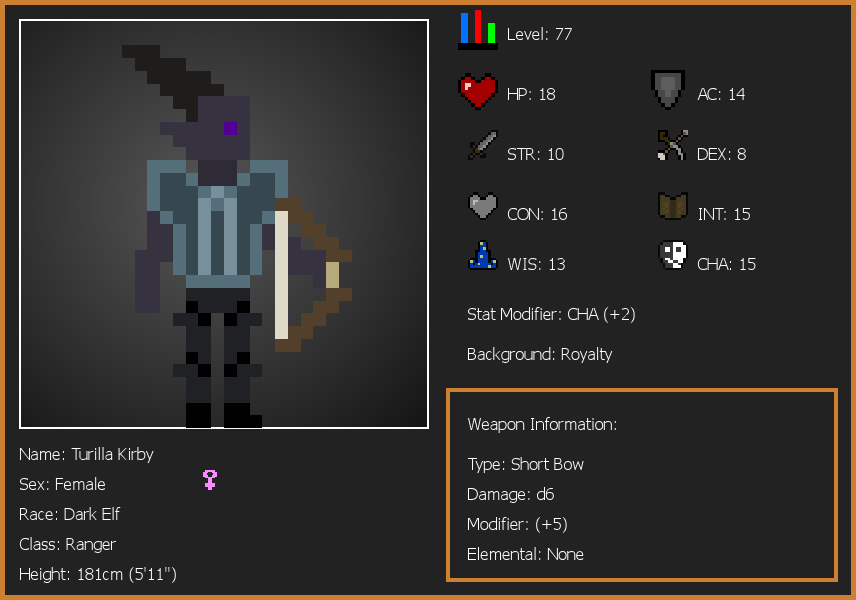 Level: 77
HP: 18
AC: 14
STR: 10
DEX: 8
CON: 16
INT: 15
WIS: 13
CHA: 15
Stat Modifier: CHA (+2)
Background: Royalty
Weapon Information:
Type: Short Bow
Damage: d6
Modifier: (+5)
Elemental: None
Name: Turilla Kirby
Sex: Female
Race: Dark Elf
Class: Ranger
Height: 181cm (5'11")